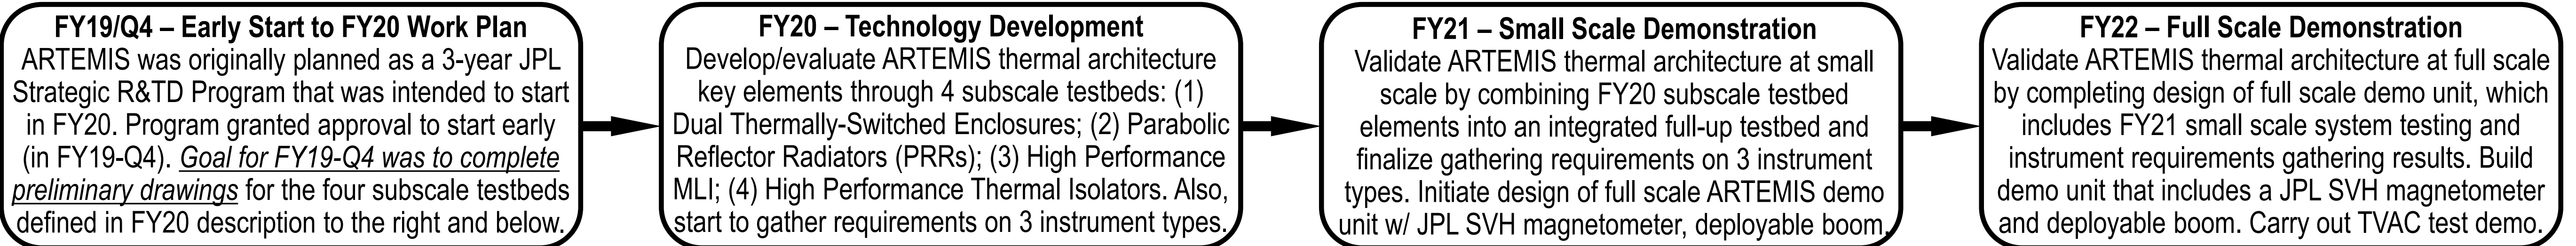 FY19/Q4 – Early Start to FY20 Work Plan
ARTEMIS was originally planned as a 3-year JPL
Strategic R&TD Program that was intended to start
in FY20. Program granted approval to start early
(in FY19-Q4). Goal for FY19-Q4 was to complete
preliminary drawings for the four subscale testbeds
defined in FY20 description to the right and below.
FY20 – Technology Development
Develop/evaluate ARTEMIS thermal architecture
key elements through 4 subscale testbeds: (1)
Dual Thermally-Switched Enclosures; (2) Parabolic
Reflector Radiators (PRRs); (3) High Performance
MLI; (4) High Performance Thermal Isolators. Also,
start to gather requirements on 3 instrument types.
FY21 – Small Scale Demonstration
Validate ARTEMIS thermal architecture at small
scale by combining FY20 subscale testbed
elements into an integrated full-up testbed and
finalize gathering requirements on 3 instrument
types. Initiate design of full scale ARTEMIS demo
unit w/ JPL SVH magnetometer, deployable boom.
FY22 – Full Scale Demonstration
Validate ARTEMIS thermal architecture at full scale
by completing design of full scale demo unit, which
includes FY21 small scale system testing and
instrument requirements gathering results. Build
demo unit that includes a JPL SVH magnetometer
and deployable boom. Carry out TVAC test demo.